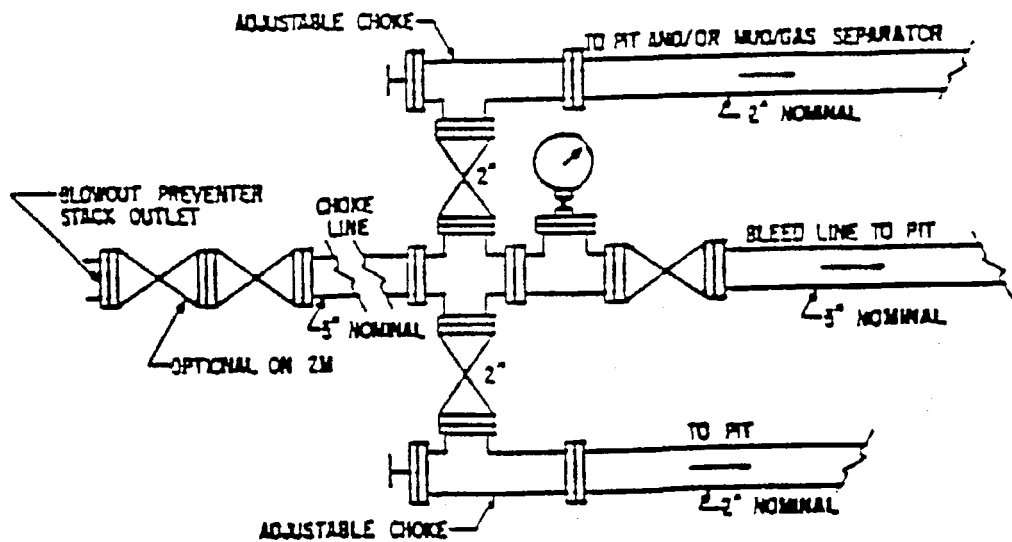 ADJUSTABLE CHOKE
TO PIT AND/OR MUD/GAS SEPARATOR
2" NOMINAL
2"
BLOWOUT PREVENTER
STACK OUTLET
CHOKE
LINE
BLEED LINE TO PIT
3" NOMINAL
3" NOMINAL
OPTIONAL ON 2M
2"
TO PIT
2" NOMINAL
ADJUSTABLE CHOKE